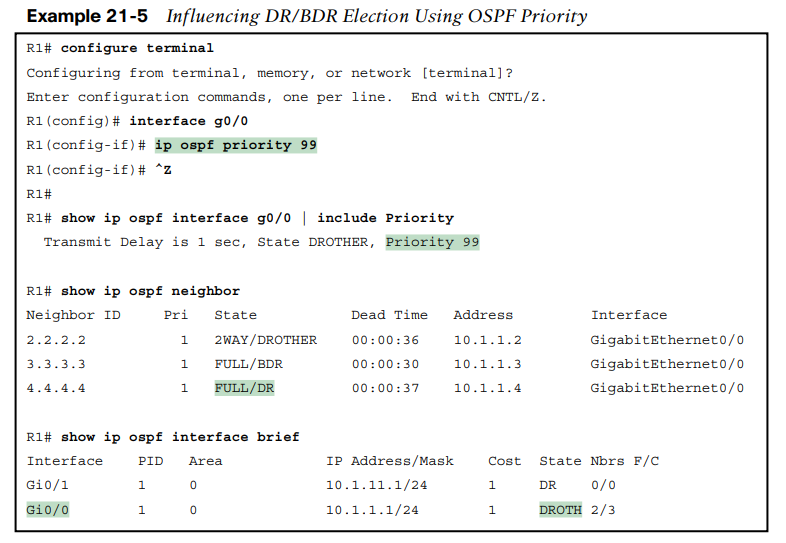 Example 21-5 Influencing DR/BDR Election Using OSPF Priority
R1# configure terminal
Configuring from terminal, memory, or network [terminal]?
Enter configuration commands, one per line. End with CNTL/Z.
R1(config)# interface g0/0
R1(config-if)# ip ospf priority 99
R1(config-if)# ^Z
R1#
R1# show ip ospf interface g0/0 | include Priority
Transmit Delay is 1 sec, State DROTHER, Priority 99
R1# show ip ospf neighbor
Neighbor ID Pri State Dead Time Address Interface
2.2.2.2 1 2WAY/DROTHER 00:00:36 10.1.1.2 GigabitEthernet0/0
3.3.3.3 1 FULL/BDR 00:00:30 10.1.1.3 GigabitEthernet0/0
4.4.4.4 1 FULL/DR 00:00:37 10.1.1.4 GigabitEthernet0/0
R1# show ip ospf interface brief
Interface PID Area IP Address/Mask Cost State Nbrs F/C
Gi0/1 1 0 10.1.11.1/24 1 DR 0/0
Gi0/0 1 0 10.1.1.1/24 1 DROTH 2/3